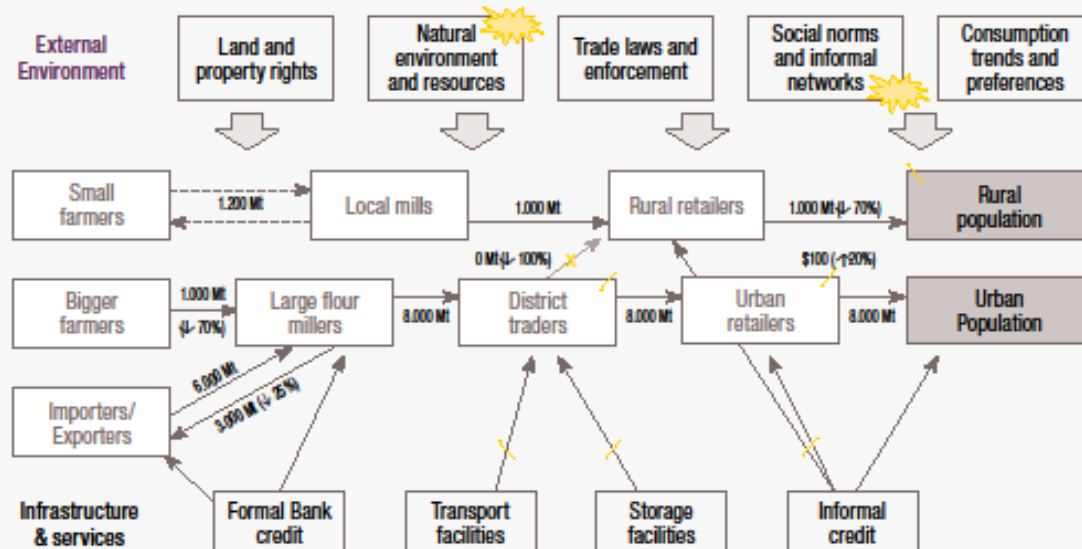 External
Environment
Land and
property rights
Natural
environment
and resources
Trade laws and
enforcement
Social norms
and informal
networks
Consumption
trends and
preferences
Small
farmers
1.200 Mt
Local mills
1.000 Mt
Rural retailers
1.000 Mt (↓ 70%)
Rural
population
0 Mt (↓ 100%)
$100 (↑20%)
Bigger
farmers
1.000 Mt
(↓ 70%)
Large flour
millers
8.000 Mt
District
traders
8.000 Mt
Urban
retailers
8.000 Mt
Urban
Population
6.000 Mt
3.000 Mt (↓ 25%)
Importers/
Exporters
Infrastructure
& services
Formal Bank
credit
Transport
facilities
Storage
facilities
Informal
credit